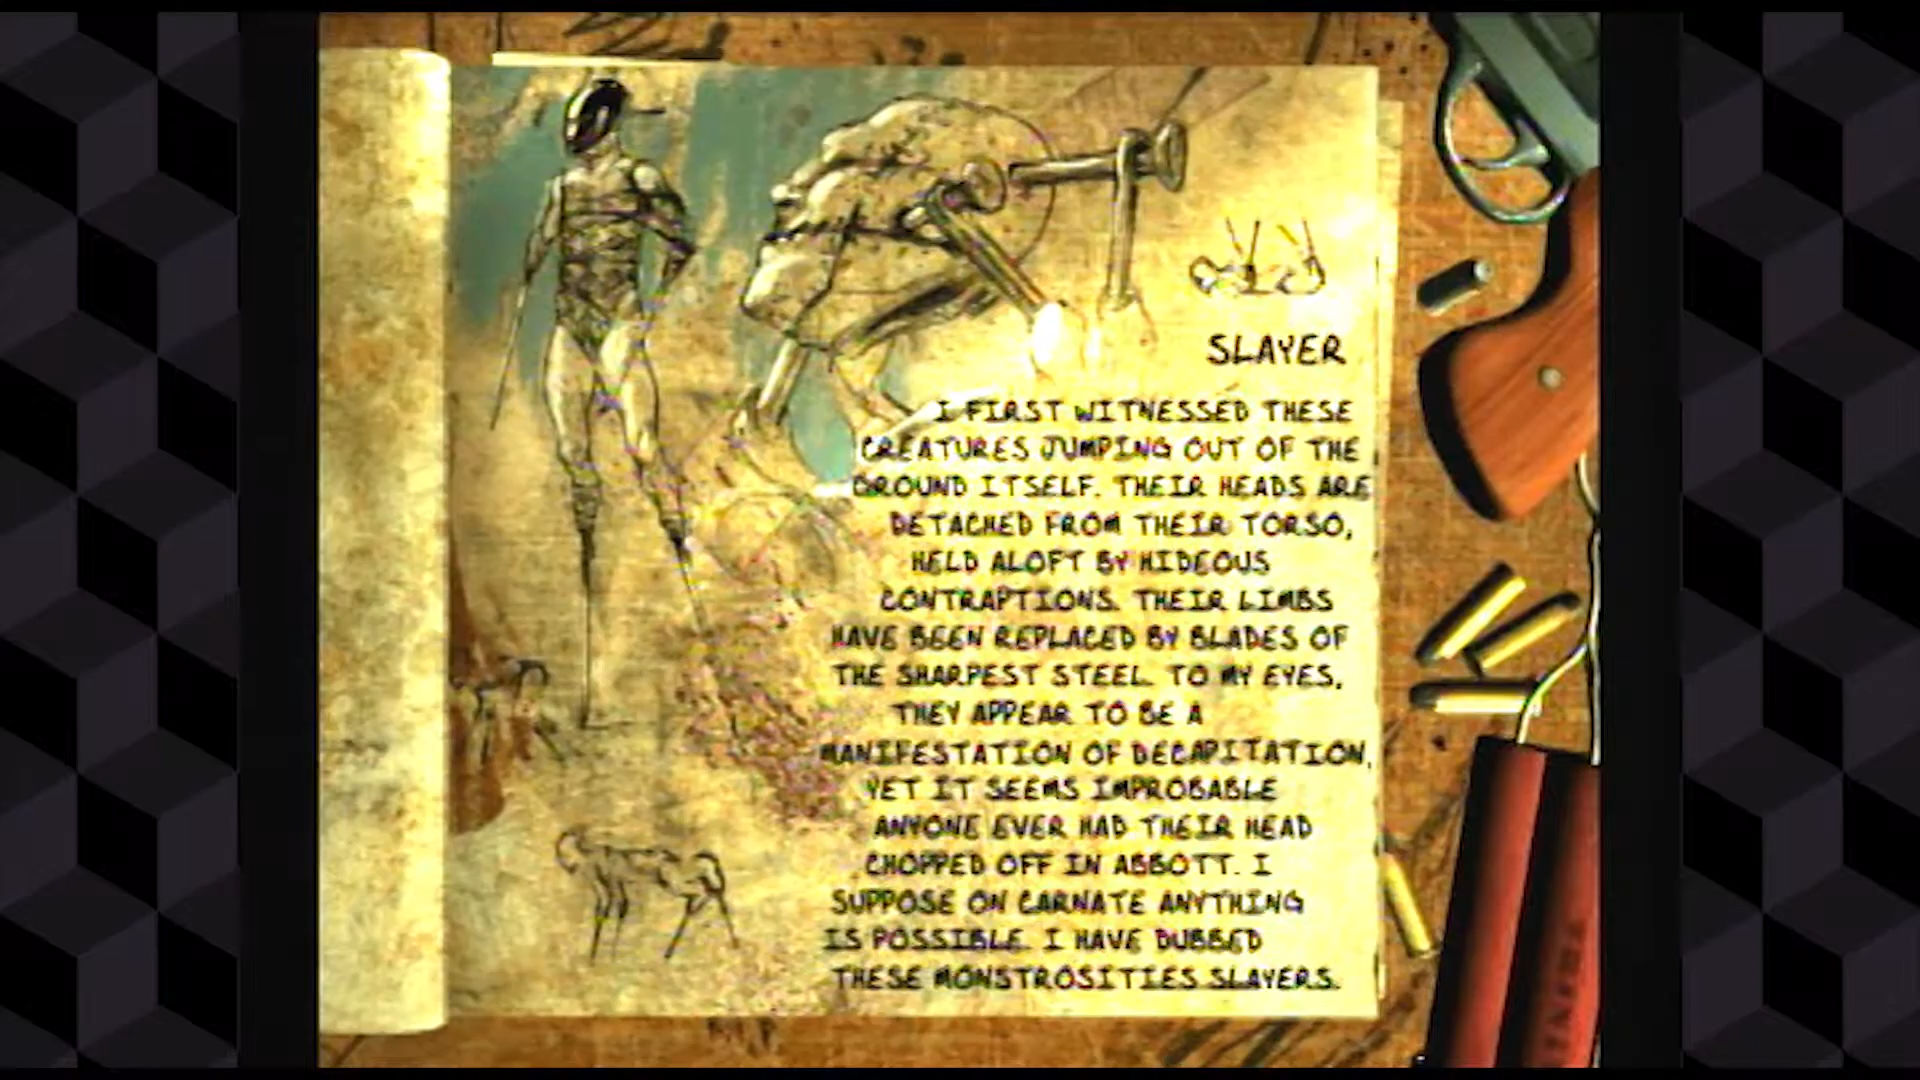 SLAYER
I FIRST WITNESSED THESE
CREATURES JUMPING OUT OF THE
GROUND ITSELF. THEIR HEADS ARE
DETACHED FROM THEIR TORSO,
HELD ALOFT BY HIDEOUS
CONTRAPTIONS. THEIR LIMBS
HAVE BEEN REPLACED BY BLADES OF
THE SHARPEST STEEL. TO MY EYES,
THEY APPEAR TO BE A
MANIFESTATION OF DECAPITATION,
YET IT SEEMS IMPROBABLE
ANYONE EVER HAD THEIR HEAD
CHOPPED OFF IN ABBOTT. I
SUPPOSE ON CARNATE ANYTHING
IS POSSIBLE. I HAVE DUBBED
THESE MONSTROSITIES SLAYERS.